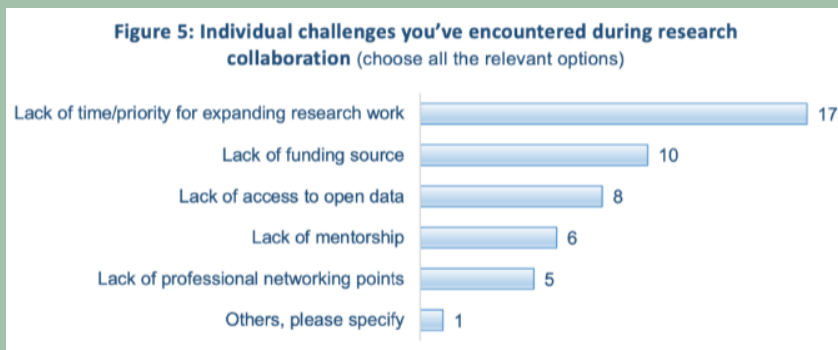 Figure 5: Individual challenges you’ve encountered during research
collaboration (choose all the relevant options)
Lack of time/priority for expanding research work 17
Lack of funding source 10
Lack of access to open data 8
Lack of mentorship 6
Lack of professional networking points 5
Others, please specify 1